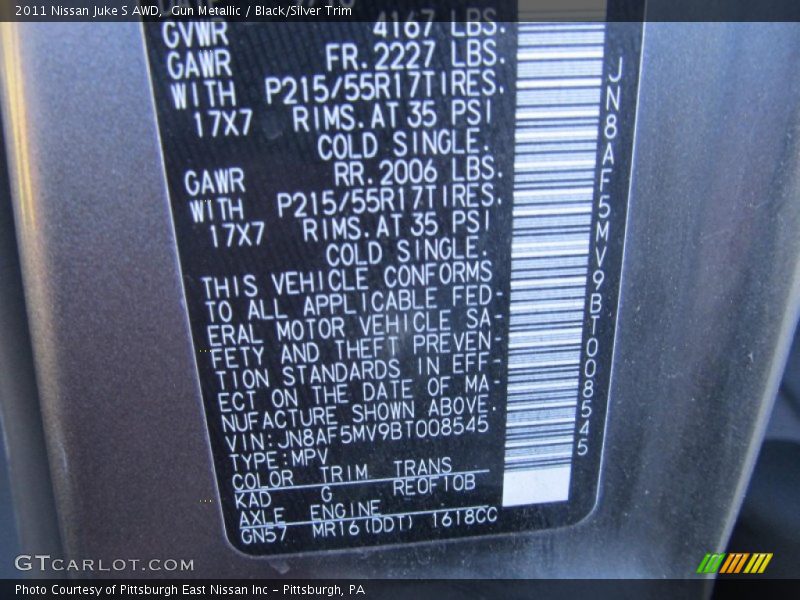 2011 Nissan Juke S AWD,  Gun Metallic / Black/Silver Trim
GVWR 4167 LBS.
GAWR FR. 2227 LBS.
WITH P215/55R17TIRES.
17X7 RIMS. AT 35 PSI
COLD SINGLE.
GAWR RR. 2006 LBS.
WITH P215/55R17TIRES.
17X7 RIMS. AT 35 PSI
COLD SINGLE.
THIS VEHICLE CONFORMS
TO ALL APPLICABLE FED-
ERAL MOTOR VEHICLE SA-
FETY AND THEFT PREVEN-
TION STANDARDS IN EFF-
ECT ON THE DATE OF MA-
NUFACTURE SHOWN ABOVE.
VIN:JN8AF5MV9BT008545
TYPE:MPV
COLOR TRIM TRANS
KAD G RE0F10B
AXLE ENGINE
GN57 MR16(DDT) 1618CC
JN8AF5MV9BT008545
GTCARLOT.COM
Photo Courtesy of Pittsburgh East Nissan Inc - Pittsburgh, PA